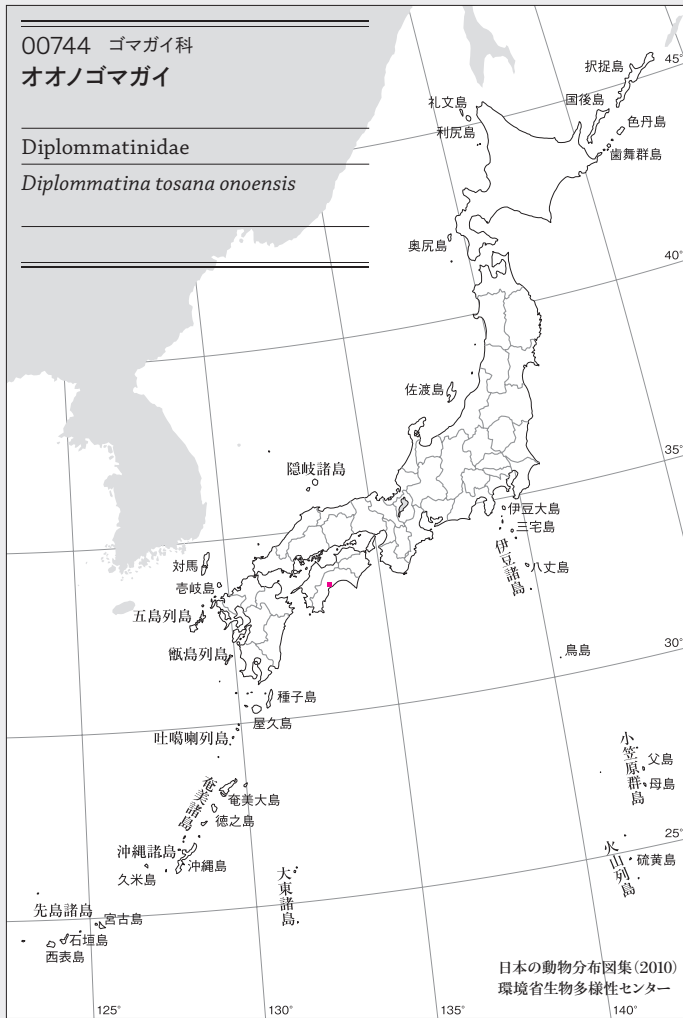 00744 ゴマガイ科
オオノゴマガイ
Diplommatinidae
Diplommatina tosana onoensis
45°
択捉島
国後島
礼文島
色丹島
利尻島
歯舞群島
奥尻島
40°
佐渡島
35°
隠岐諸島
伊豆大島
三宅島
伊豆諸島
八丈島
対馬
壱岐島
五島列島
甑島列島
鳥島
30°
種子島
屋久島
吐噶喇列島
小笠原群島
父島
母島
奄美諸島
奄美大島
徳之島
25°
沖縄諸島
沖縄島
久米島
火山列島
硫黄島
大東諸島
先島諸島
宮古島
石垣島
西表島
日本の動物分布図集(2010)
環境省生物多様性センター
125°
130°
135°
140°